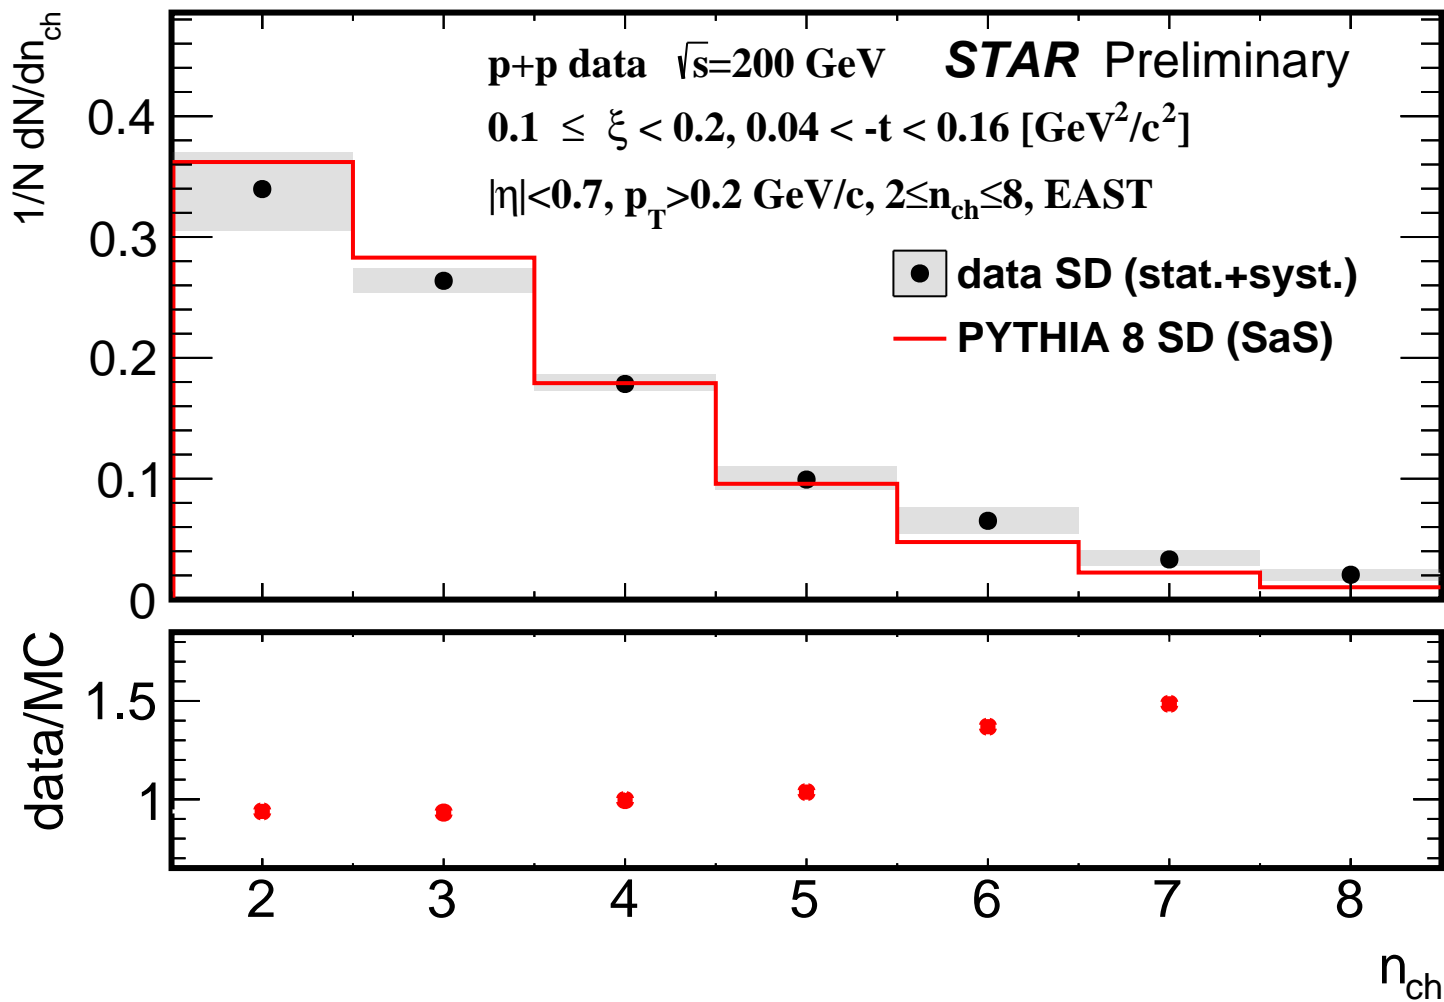 1/N dN/dn_ch
p+p data √s=200 GeV STAR Preliminary
0.1 ≤ ξ < 0.2, 0.04 < -t < 0.16 [GeV²/c²]
|η|<0.7, p_T>0.2 GeV/c, 2≤n_ch≤8, EAST
data SD (stat.+syst.)
PYTHIA 8 SD (SaS)
0.4
0.3
0.2
0.1
0
data/MC
1.5
1
2 3 4 5 6 7 8
n_ch